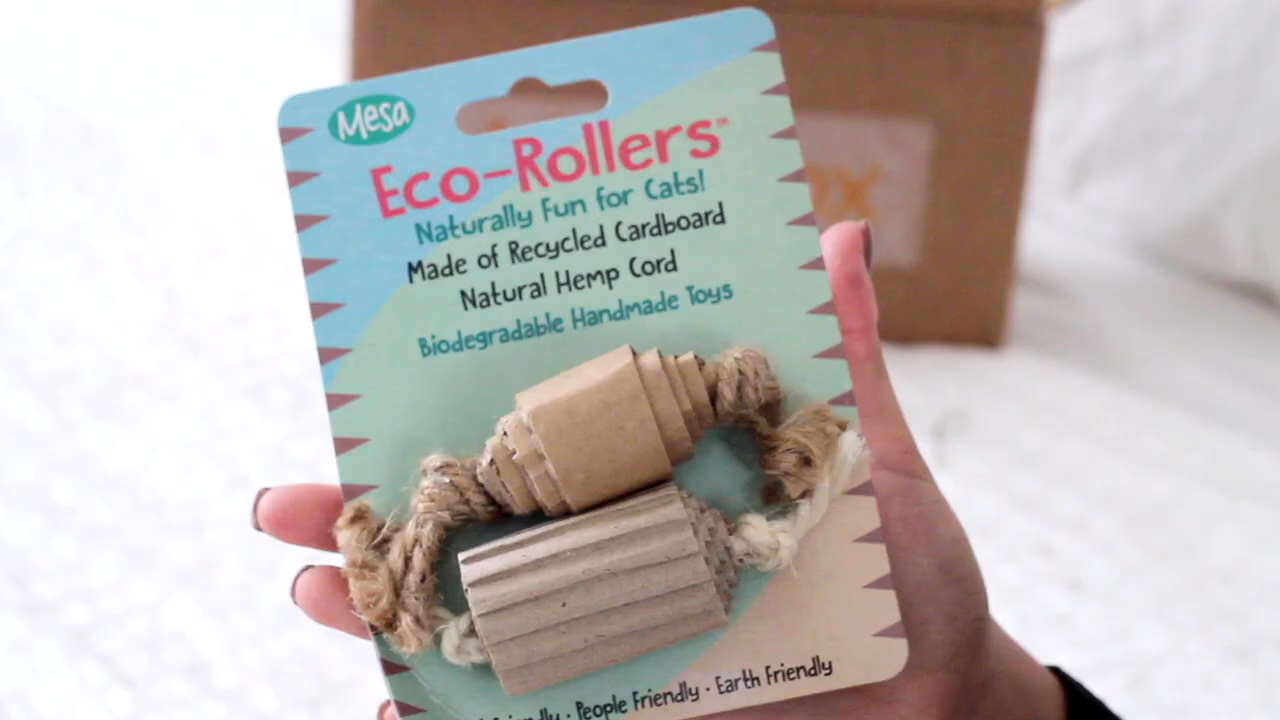 Mesa
Eco-Rollers™
Naturally Fun for Cats!
Made of Recycled Cardboard
Natural Hemp Cord
Biodegradable Handmade Toys
· People Friendly · Earth Friendly